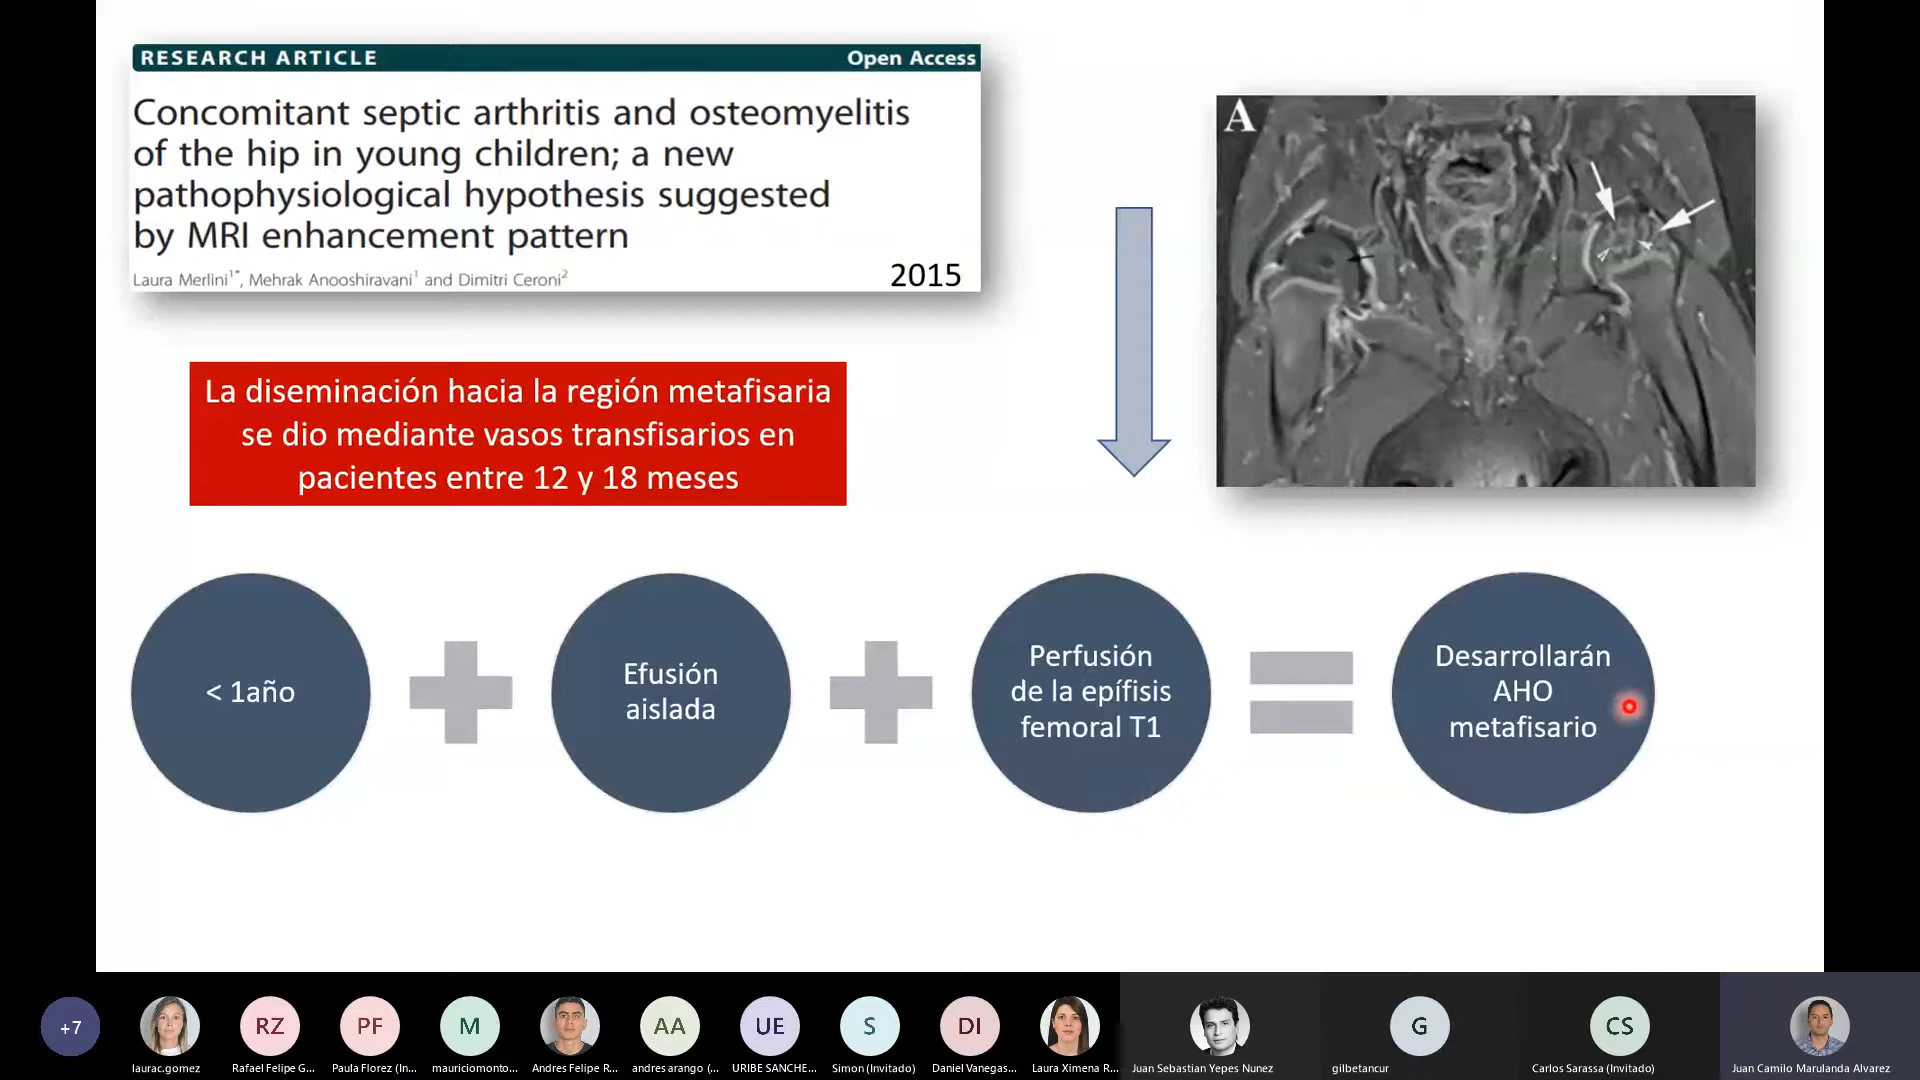 RESEARCH ARTICLE Open Access
Concomitant septic arthritis and osteomyelitis
of the hip in young children; a new
pathophysiological hypothesis suggested
by MRI enhancement pattern
Laura Merlini1*, Mehrak Anooshiravani1 and Dimitri Ceroni2
2015
A
La diseminación hacia la región metafisaria
se dio mediante vasos transfisarios en
pacientes entre 12 y 18 meses
< 1año
Efusión
aislada
Perfusión
de la epífisis
femoral T1
Desarrollarán
AHO
metafisario
+7
RZ
PF
M
AA
UE
S
DI
G
CS
laurac.gomez
Rafael Felipe G...
Paula Florez (In...
mauriciomonto...
Andres Felipe R...
andres arango (...
URIBE SANCHE...
Simon (Invitado)
Daniel Vanegas...
Laura Ximena R...
Juan Sebastian Yepes Nunez
gilbetancur
Carlos Sarassa (Invitado)
Juan Camilo Marulanda Alvarez